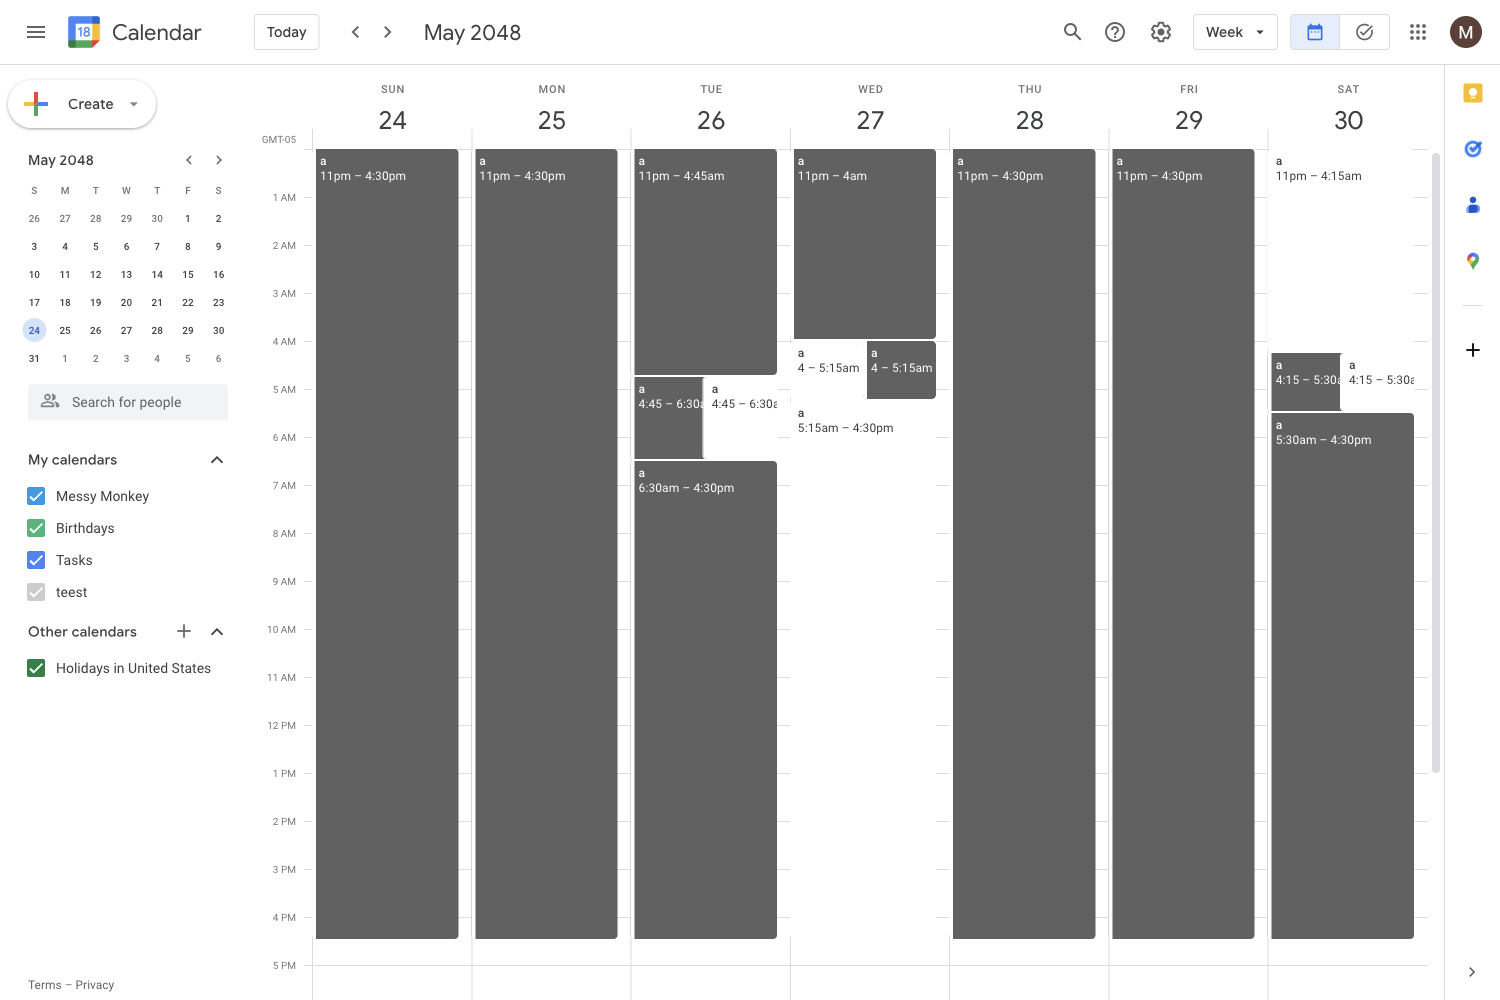 18 Calendar Today May 2048 Week M
Create
SUN MON TUE WED THU FRI SAT
24 25 26 27 28 29 30
GMT-05
May 2048
S M T W T F S
26 27 28 29 30 1 2
3 4 5 6 7 8 9
10 11 12 13 14 15 16
17 18 19 20 21 22 23
24 25 26 27 28 29 30
31 1 2 3 4 5 6
Search for people
My calendars
Messy Monkey
Birthdays
Tasks
teest
Other calendars
Holidays in United States
Terms – Privacy
1 AM
2 AM
3 AM
4 AM
5 AM
6 AM
7 AM
8 AM
9 AM
10 AM
11 AM
12 PM
1 PM
2 PM
3 PM
4 PM
5 PM
a
11pm – 4:30pm
a
11pm – 4:30pm
a
11pm – 4:45am
a
4:45 – 6:30a
a
4:45 – 6:30a
a
6:30am – 4:30pm
a
11pm – 4am
a
4 – 5:15am
a
4 – 5:15am
a
5:15am – 4:30pm
a
11pm – 4:30pm
a
11pm – 4:30pm
a
11pm – 4:15am
a
4:15 – 5:30a
a
4:15 – 5:30a
a
5:30am – 4:30pm